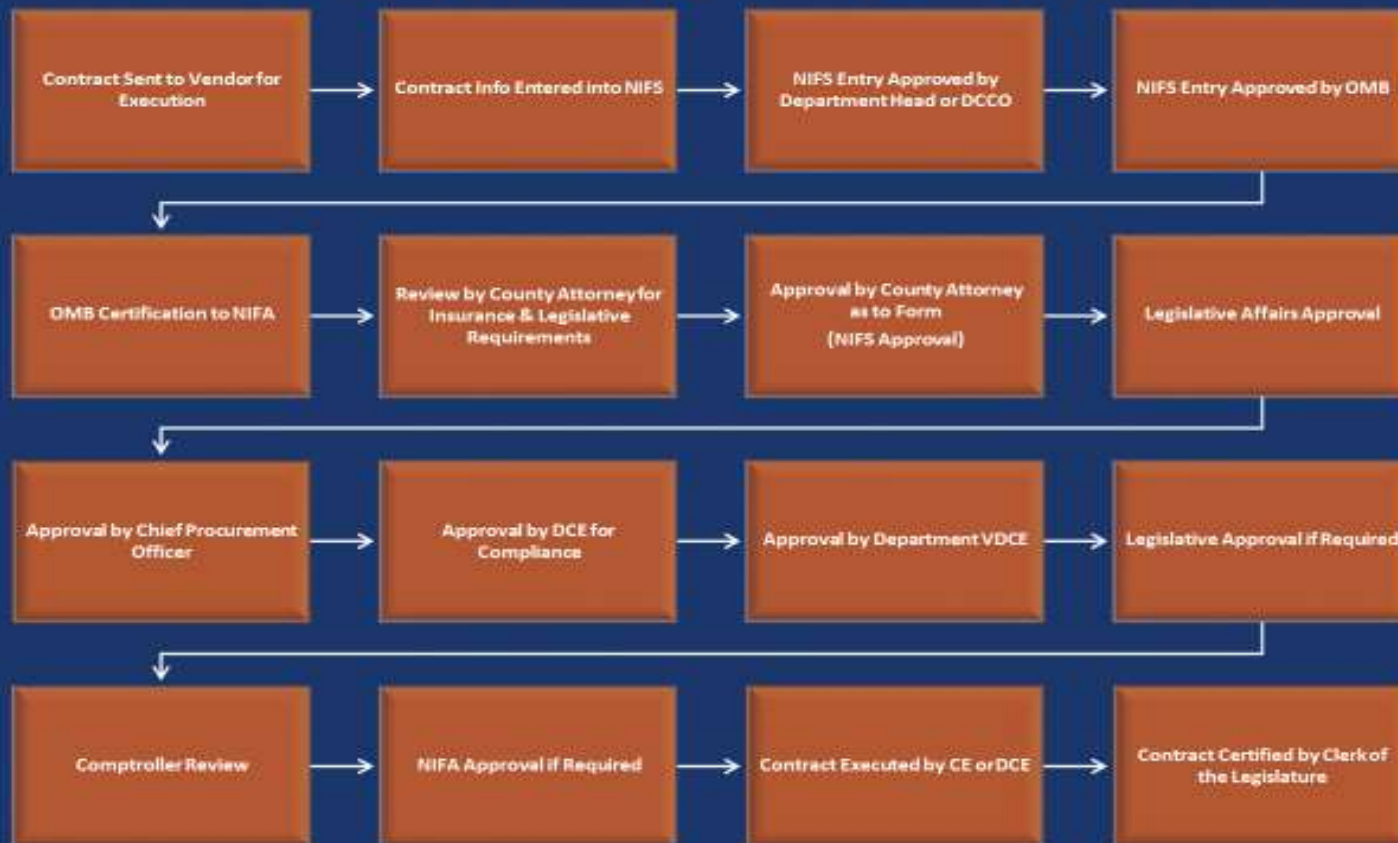 Contract Sent to Vendor for
Execution
Contract Info Entered into NIFS
NIFS Entry Approved by
Department Head or DCCO
NIFS Entry Approved by OMB
OMB Certification to NIFA
Review by County Attorney for
Insurance & Legislative
Requirements
Approval by County Attorney
as to Form
(NIFS Approval)
Legislative Affairs Approval
Approval by Chief Procurement
Officer
Approval by DCE for
Compliance
Approval by Department VDCE
Legislative Approval if Required
Comptroller Review
NIFA Approval if Required
Contract Executed by CE or DCE
Contract Certified by Clerk of
the Legislature